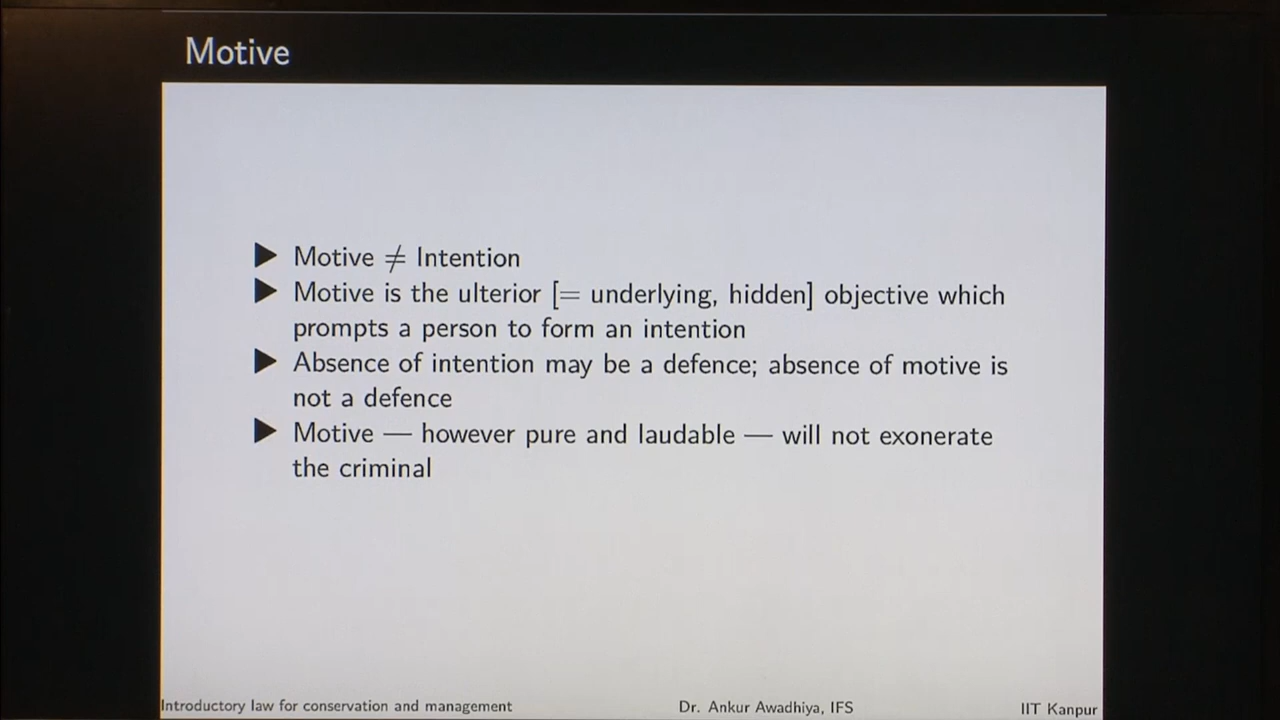 Motive
▶ Motive ≠ Intention
▶ Motive is the ulterior [= underlying, hidden] objective which
prompts a person to form an intention
▶ Absence of intention may be a defence; absence of motive is
not a defence
▶ Motive — however pure and laudable — will not exonerate
the criminal
Introductory law for conservation and management Dr. Ankur Awadhiya, IFS IIT Kanpur